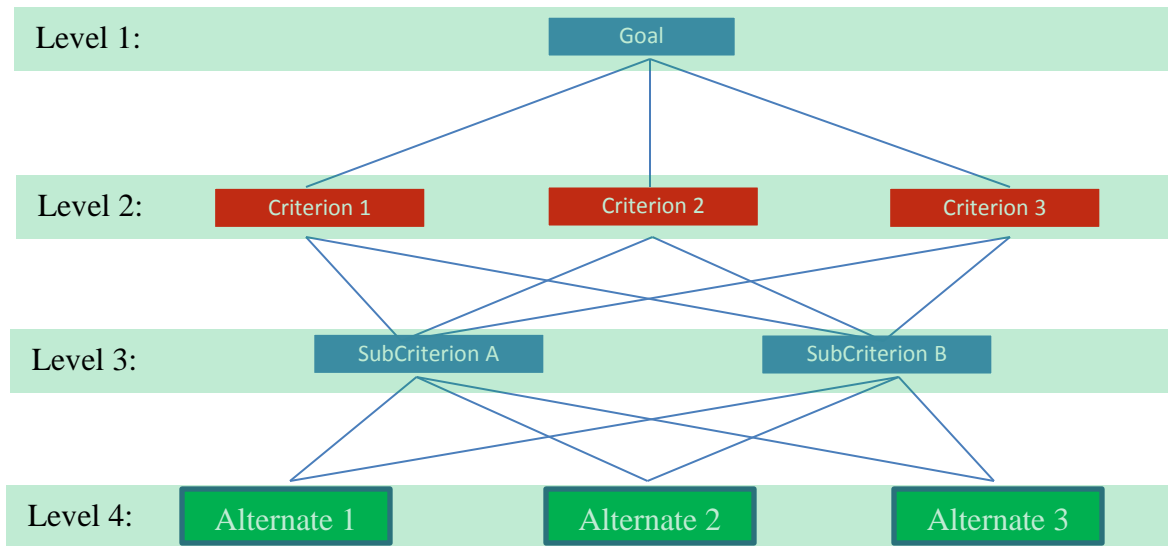 Level 1:
Goal
Level 2:
Criterion 1
Criterion 2
Criterion 3
Level 3:
SubCriterion A
SubCriterion B
Level 4:
Alternate 1
Alternate 2
Alternate 3